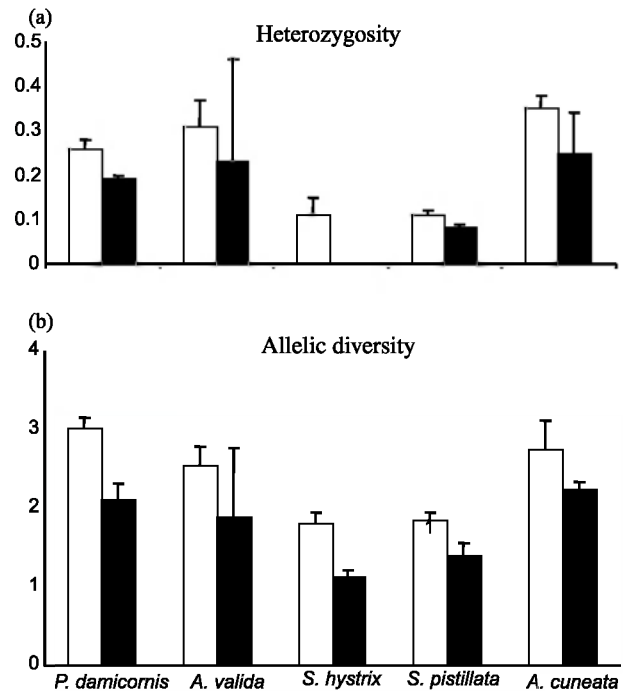 (a)
Heterozygosity
0.5
0.4
0.3
0.2
0.1
0
(b)
Allelic diversity
4
3
2
1
0
P. damicornis A. valida S. hystrix S. pistillata A. cuneata